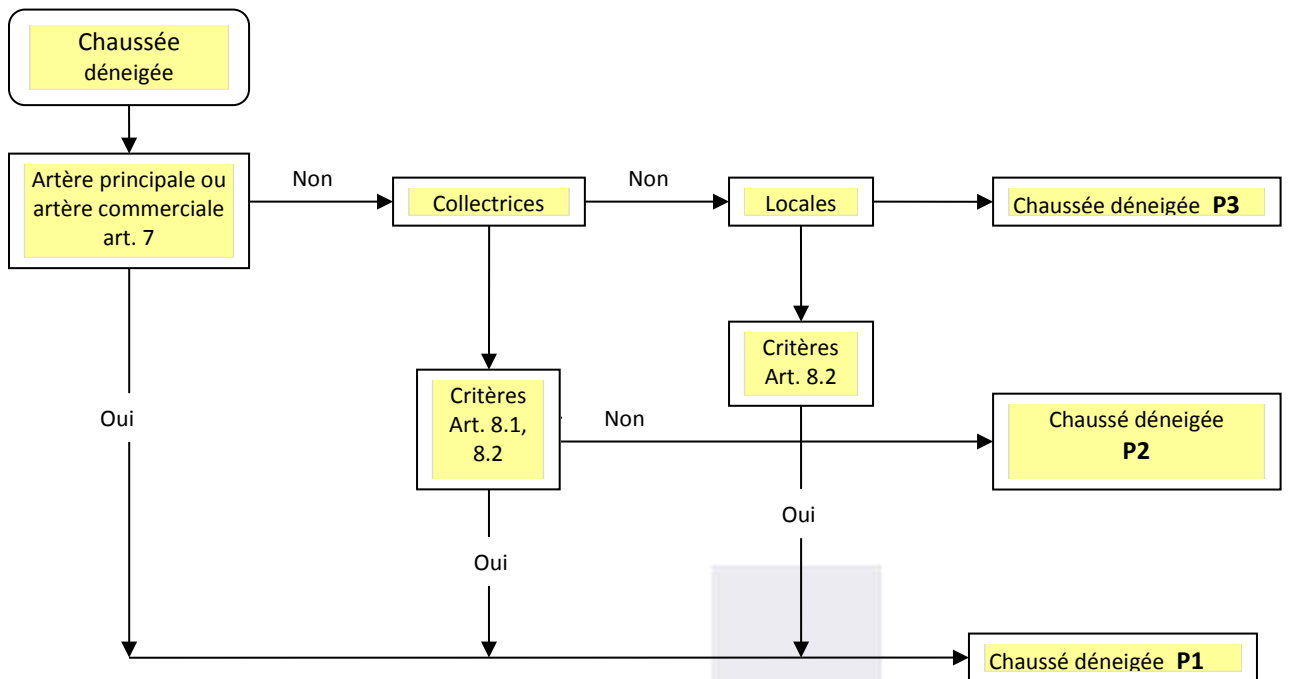 Chaussée
déneigée
Artère principale ou
artère commerciale
art. 7
Non
Collectrices
Non
Locales
Chaussée déneigée P3
Critères
Art. 8.2
Critères
Art. 8.1,
8.2
Oui
Non
Chaussé déneigée
P2
Oui
Oui
Chaussé déneigée P1